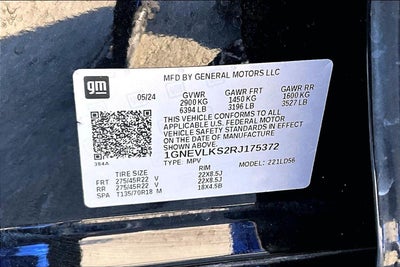 MFD BY GENERAL MOTORS LLC
gm
05/24 GVWR GAWR FRT GAWR RR
2900 KG 1450 KG 1600 KG
6394 LB 3196 LB 3527 LB
THIS VEHICLE CONFORMS TO ALL
APPLICABLE U.S. FEDERAL MOTOR
VEHICLE SAFETY STANDARDS IN EFFECT
ON THE DATE OF MANUFACTURE
SHOWN ABOVE.
1GNEVLKS2RJ175372
384A TYPE: MPV MODEL: 221LD56
TIRE SIZE RIM
FRT 275/45R22 V 22X8.5J
RR 275/45R22 V 22X8.5J
SPA T135/70R18 M 18X4.5B